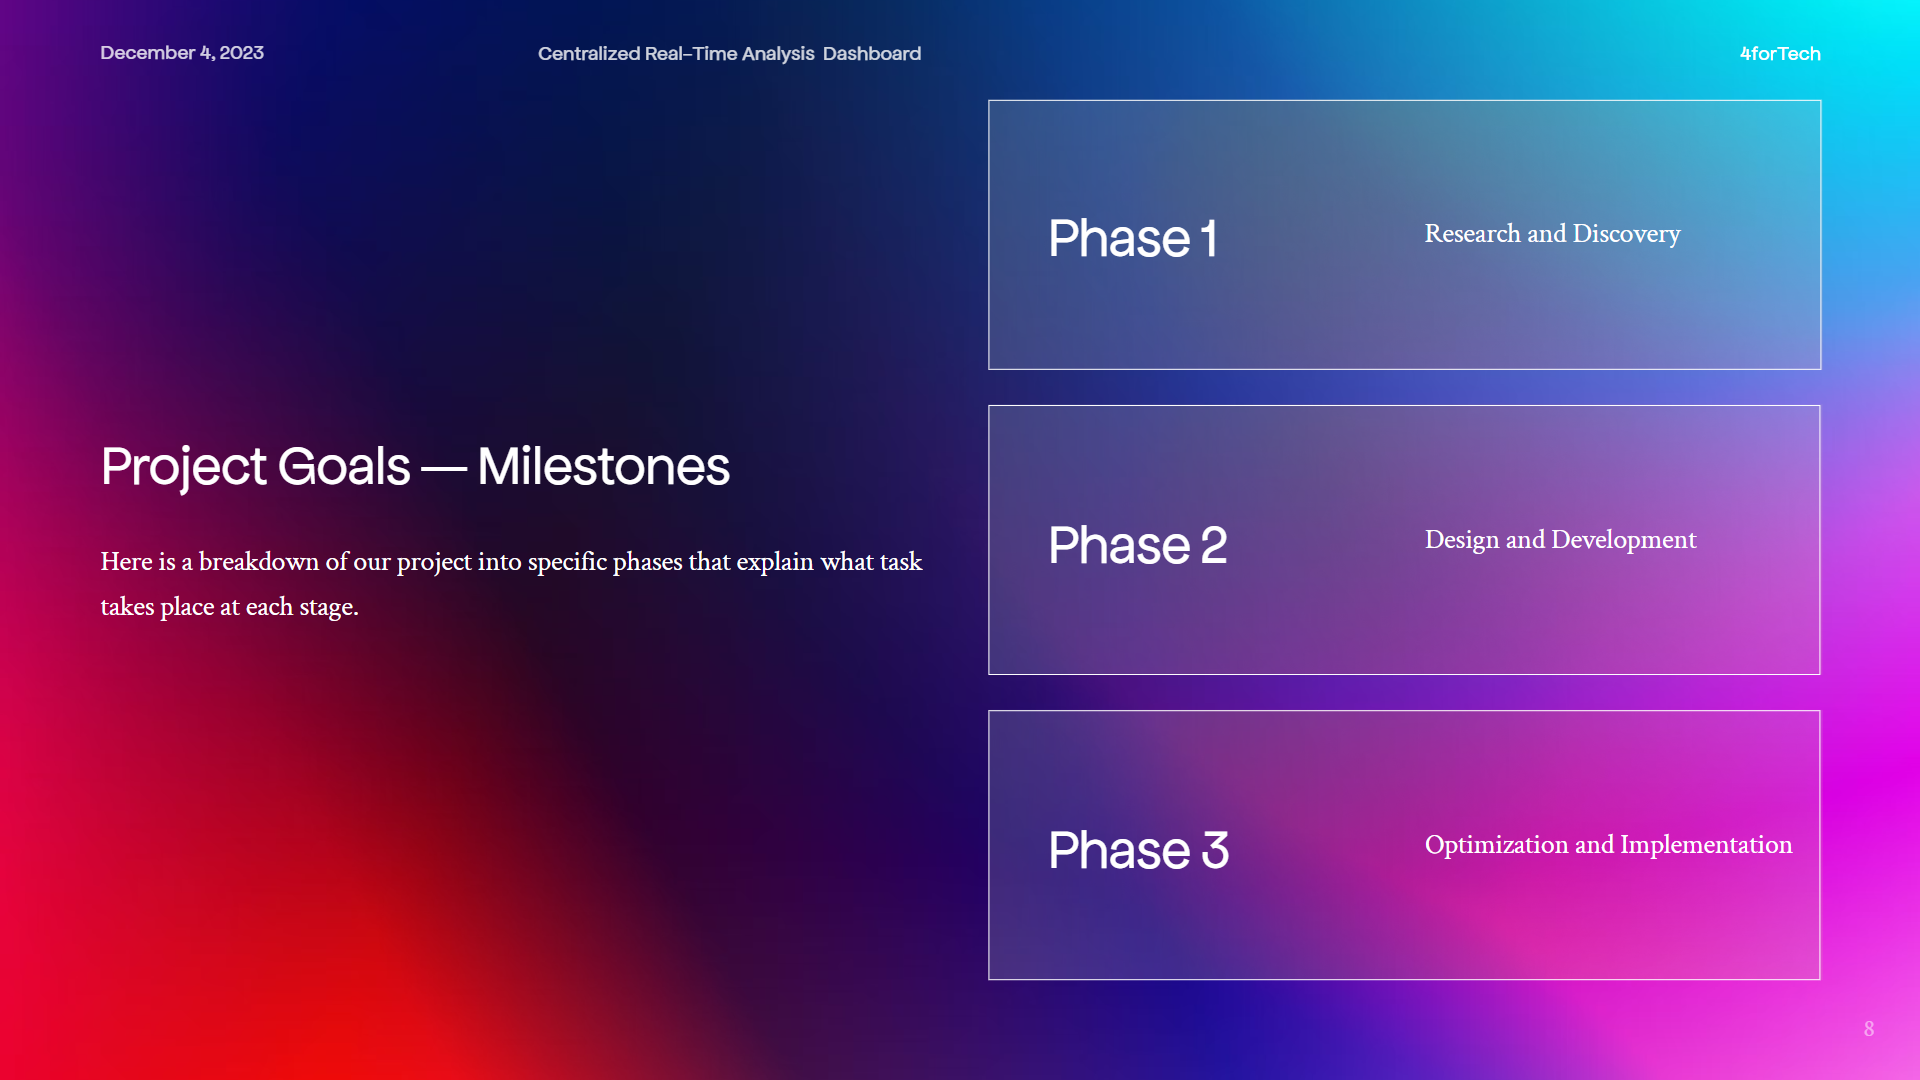 December 4, 2023
Centralized Real-Time Analysis Dashboard
4forTech
Project Goals — Milestones
Here is a breakdown of our project into specific phases that explain what task
takes place at each stage.
Phase 1
Research and Discovery
Phase 2
Design and Development
Phase 3
Optimization and Implementation
8